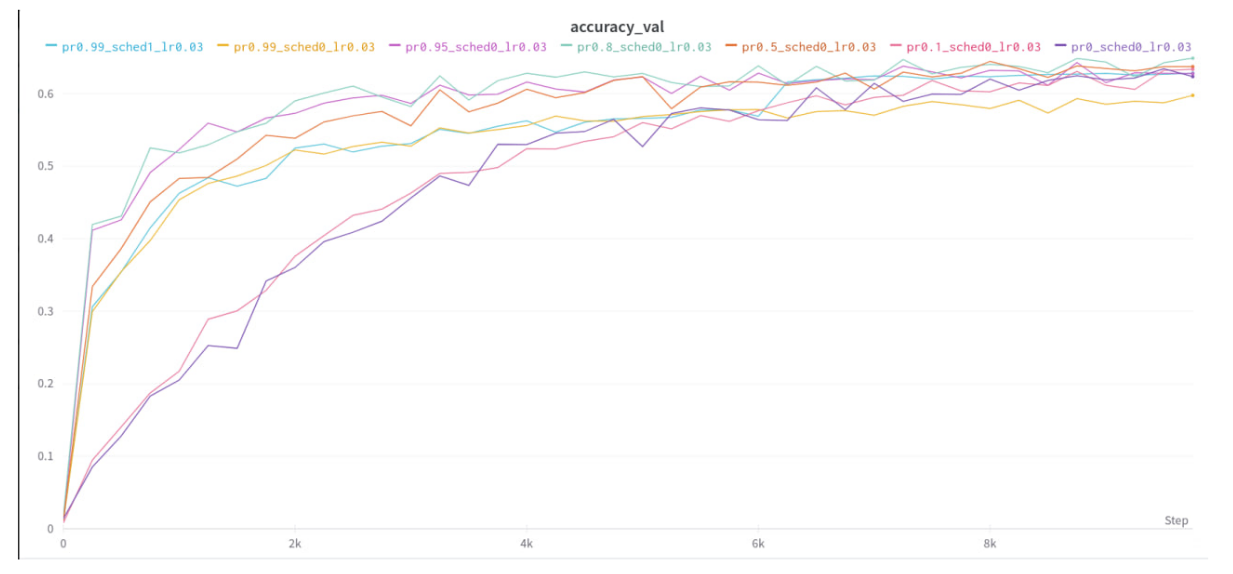 accuracy_val
pr0.99_sched1_lr0.03 pr0.99_sched0_lr0.03 pr0.95_sched0_lr0.03 pr0.8_sched0_lr0.03 pr0.5_sched0_lr0.03 pr0.1_sched0_lr0.03 pr0_sched0_lr0.03
0.6
0.5
0.4
0.3
0.2
0.1
0
Step
0 2k 4k 6k 8k